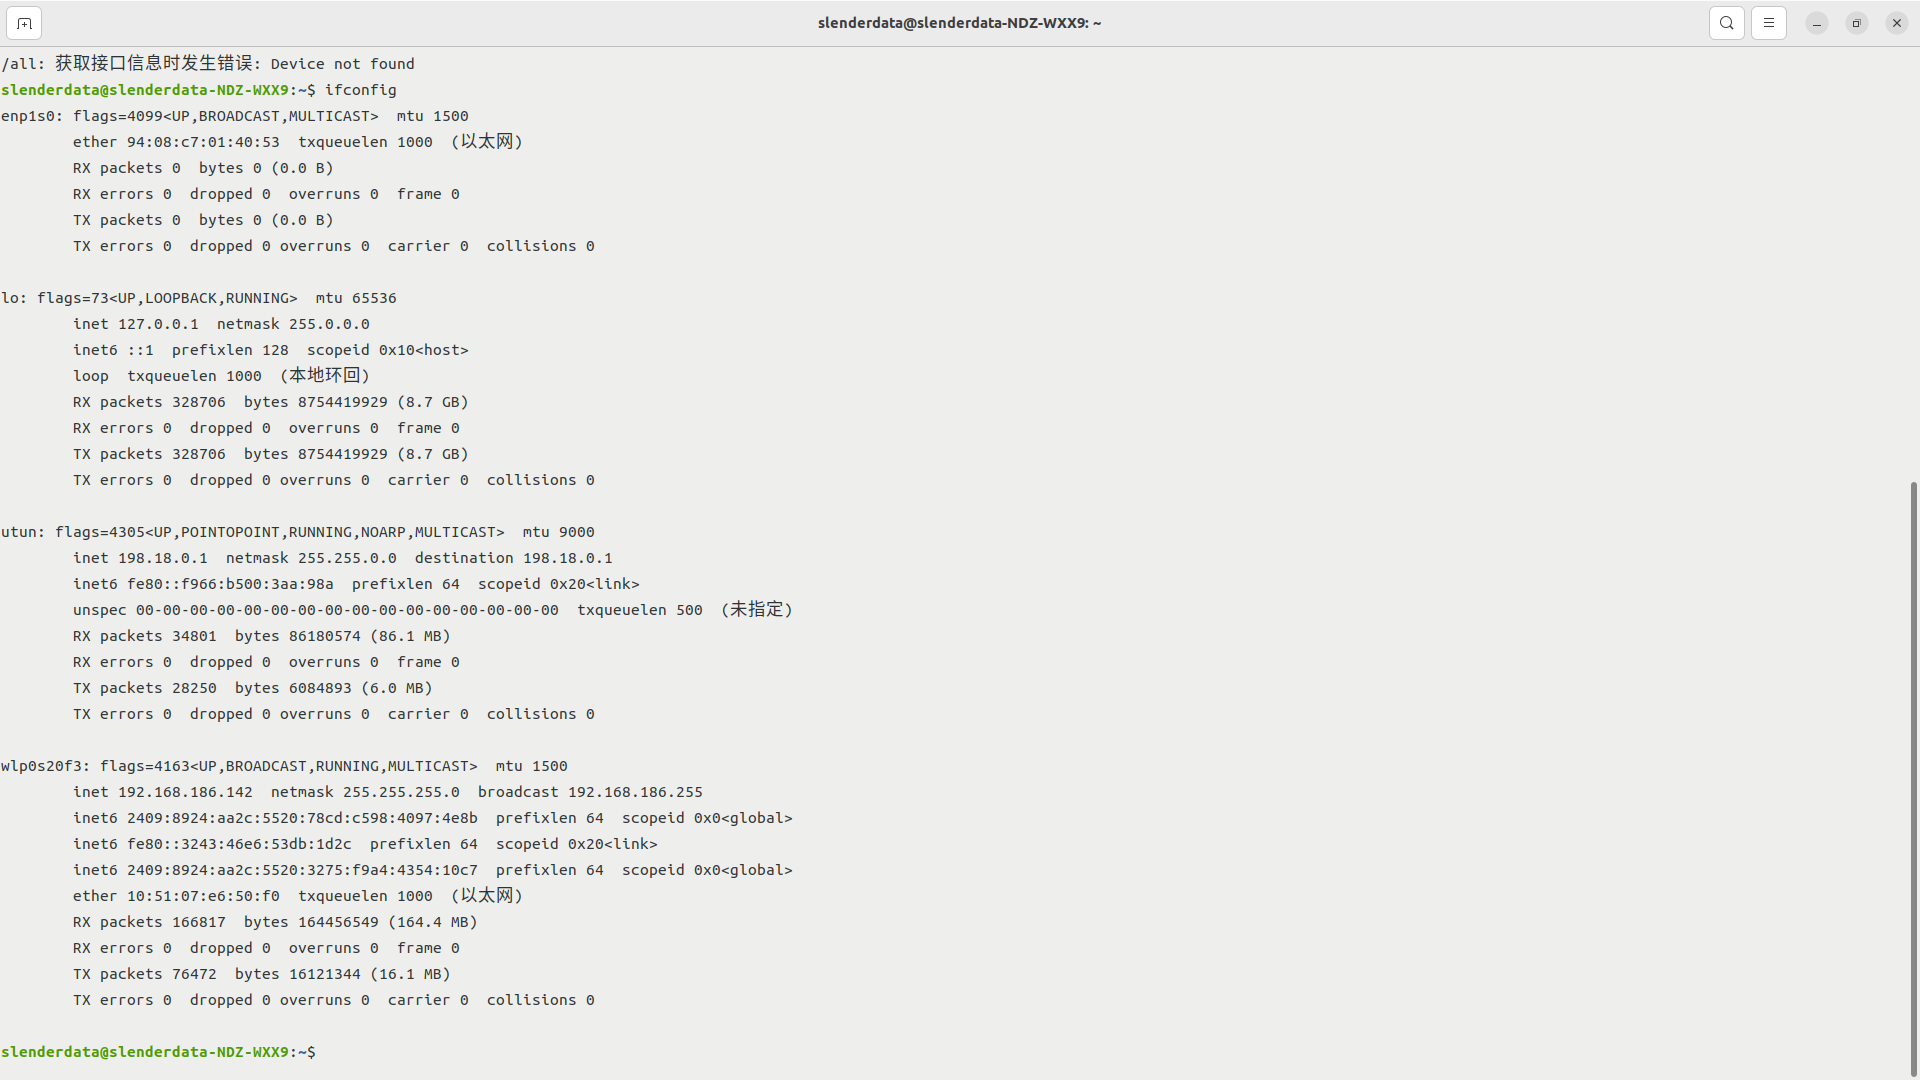 slenderdata@slenderdata-NDZ-WXX9: ~
/all: 获取接口信息时发生错误: Device not found
slenderdata@slenderdata-NDZ-WXX9:~$ ifconfig
enp1s0: flags=4099<UP,BROADCAST,MULTICAST>  mtu 1500
        ether 94:08:c7:01:40:53  txqueuelen 1000  (以太网)
        RX packets 0  bytes 0 (0.0 B)
        RX errors 0  dropped 0  overruns 0  frame 0
        TX packets 0  bytes 0 (0.0 B)
        TX errors 0  dropped 0 overruns 0  carrier 0  collisions 0

lo: flags=73<UP,LOOPBACK,RUNNING>  mtu 65536
        inet 127.0.0.1  netmask 255.0.0.0
        inet6 ::1  prefixlen 128  scopeid 0x10<host>
        loop  txqueuelen 1000  (本地环回)
        RX packets 328706  bytes 8754419929 (8.7 GB)
        RX errors 0  dropped 0  overruns 0  frame 0
        TX packets 328706  bytes 8754419929 (8.7 GB)
        TX errors 0  dropped 0 overruns 0  carrier 0  collisions 0

utun: flags=4305<UP,POINTOPOINT,RUNNING,NOARP,MULTICAST>  mtu 9000
        inet 198.18.0.1  netmask 255.255.0.0  destination 198.18.0.1
        inet6 fe80::f966:b500:3aa:98a  prefixlen 64  scopeid 0x20<link>
        unspec 00-00-00-00-00-00-00-00-00-00-00-00-00-00-00-00  txqueuelen 500  (未指定)
        RX packets 34801  bytes 86180574 (86.1 MB)
        RX errors 0  dropped 0  overruns 0  frame 0
        TX packets 28250  bytes 6084893 (6.0 MB)
        TX errors 0  dropped 0 overruns 0  carrier 0  collisions 0

wlp0s20f3: flags=4163<UP,BROADCAST,RUNNING,MULTICAST>  mtu 1500
        inet 192.168.186.142  netmask 255.255.255.0  broadcast 192.168.186.255
        inet6 2409:8924:aa2c:5520:78cd:c598:4097:4e8b  prefixlen 64  scopeid 0x0<global>
        inet6 fe80::3243:46e6:53db:1d2c  prefixlen 64  scopeid 0x20<link>
        inet6 2409:8924:aa2c:5520:3275:f9a4:4354:10c7  prefixlen 64  scopeid 0x0<global>
        ether 10:51:07:e6:50:f0  txqueuelen 1000  (以太网)
        RX packets 166817  bytes 164456549 (164.4 MB)
        RX errors 0  dropped 0  overruns 0  frame 0
        TX packets 76472  bytes 16121344 (16.1 MB)
        TX errors 0  dropped 0 overruns 0  carrier 0  collisions 0

slenderdata@slenderdata-NDZ-WXX9:~$